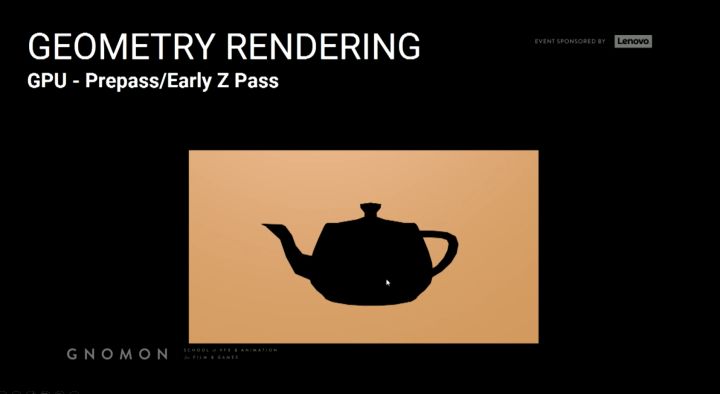 GEOMETRY RENDERING
EVENT SPONSORED BY Lenovo
GPU - Prepass/Early Z Pass
GNOMON
SCHOOL of VFX & ANIMATION
for FILM & GAMES